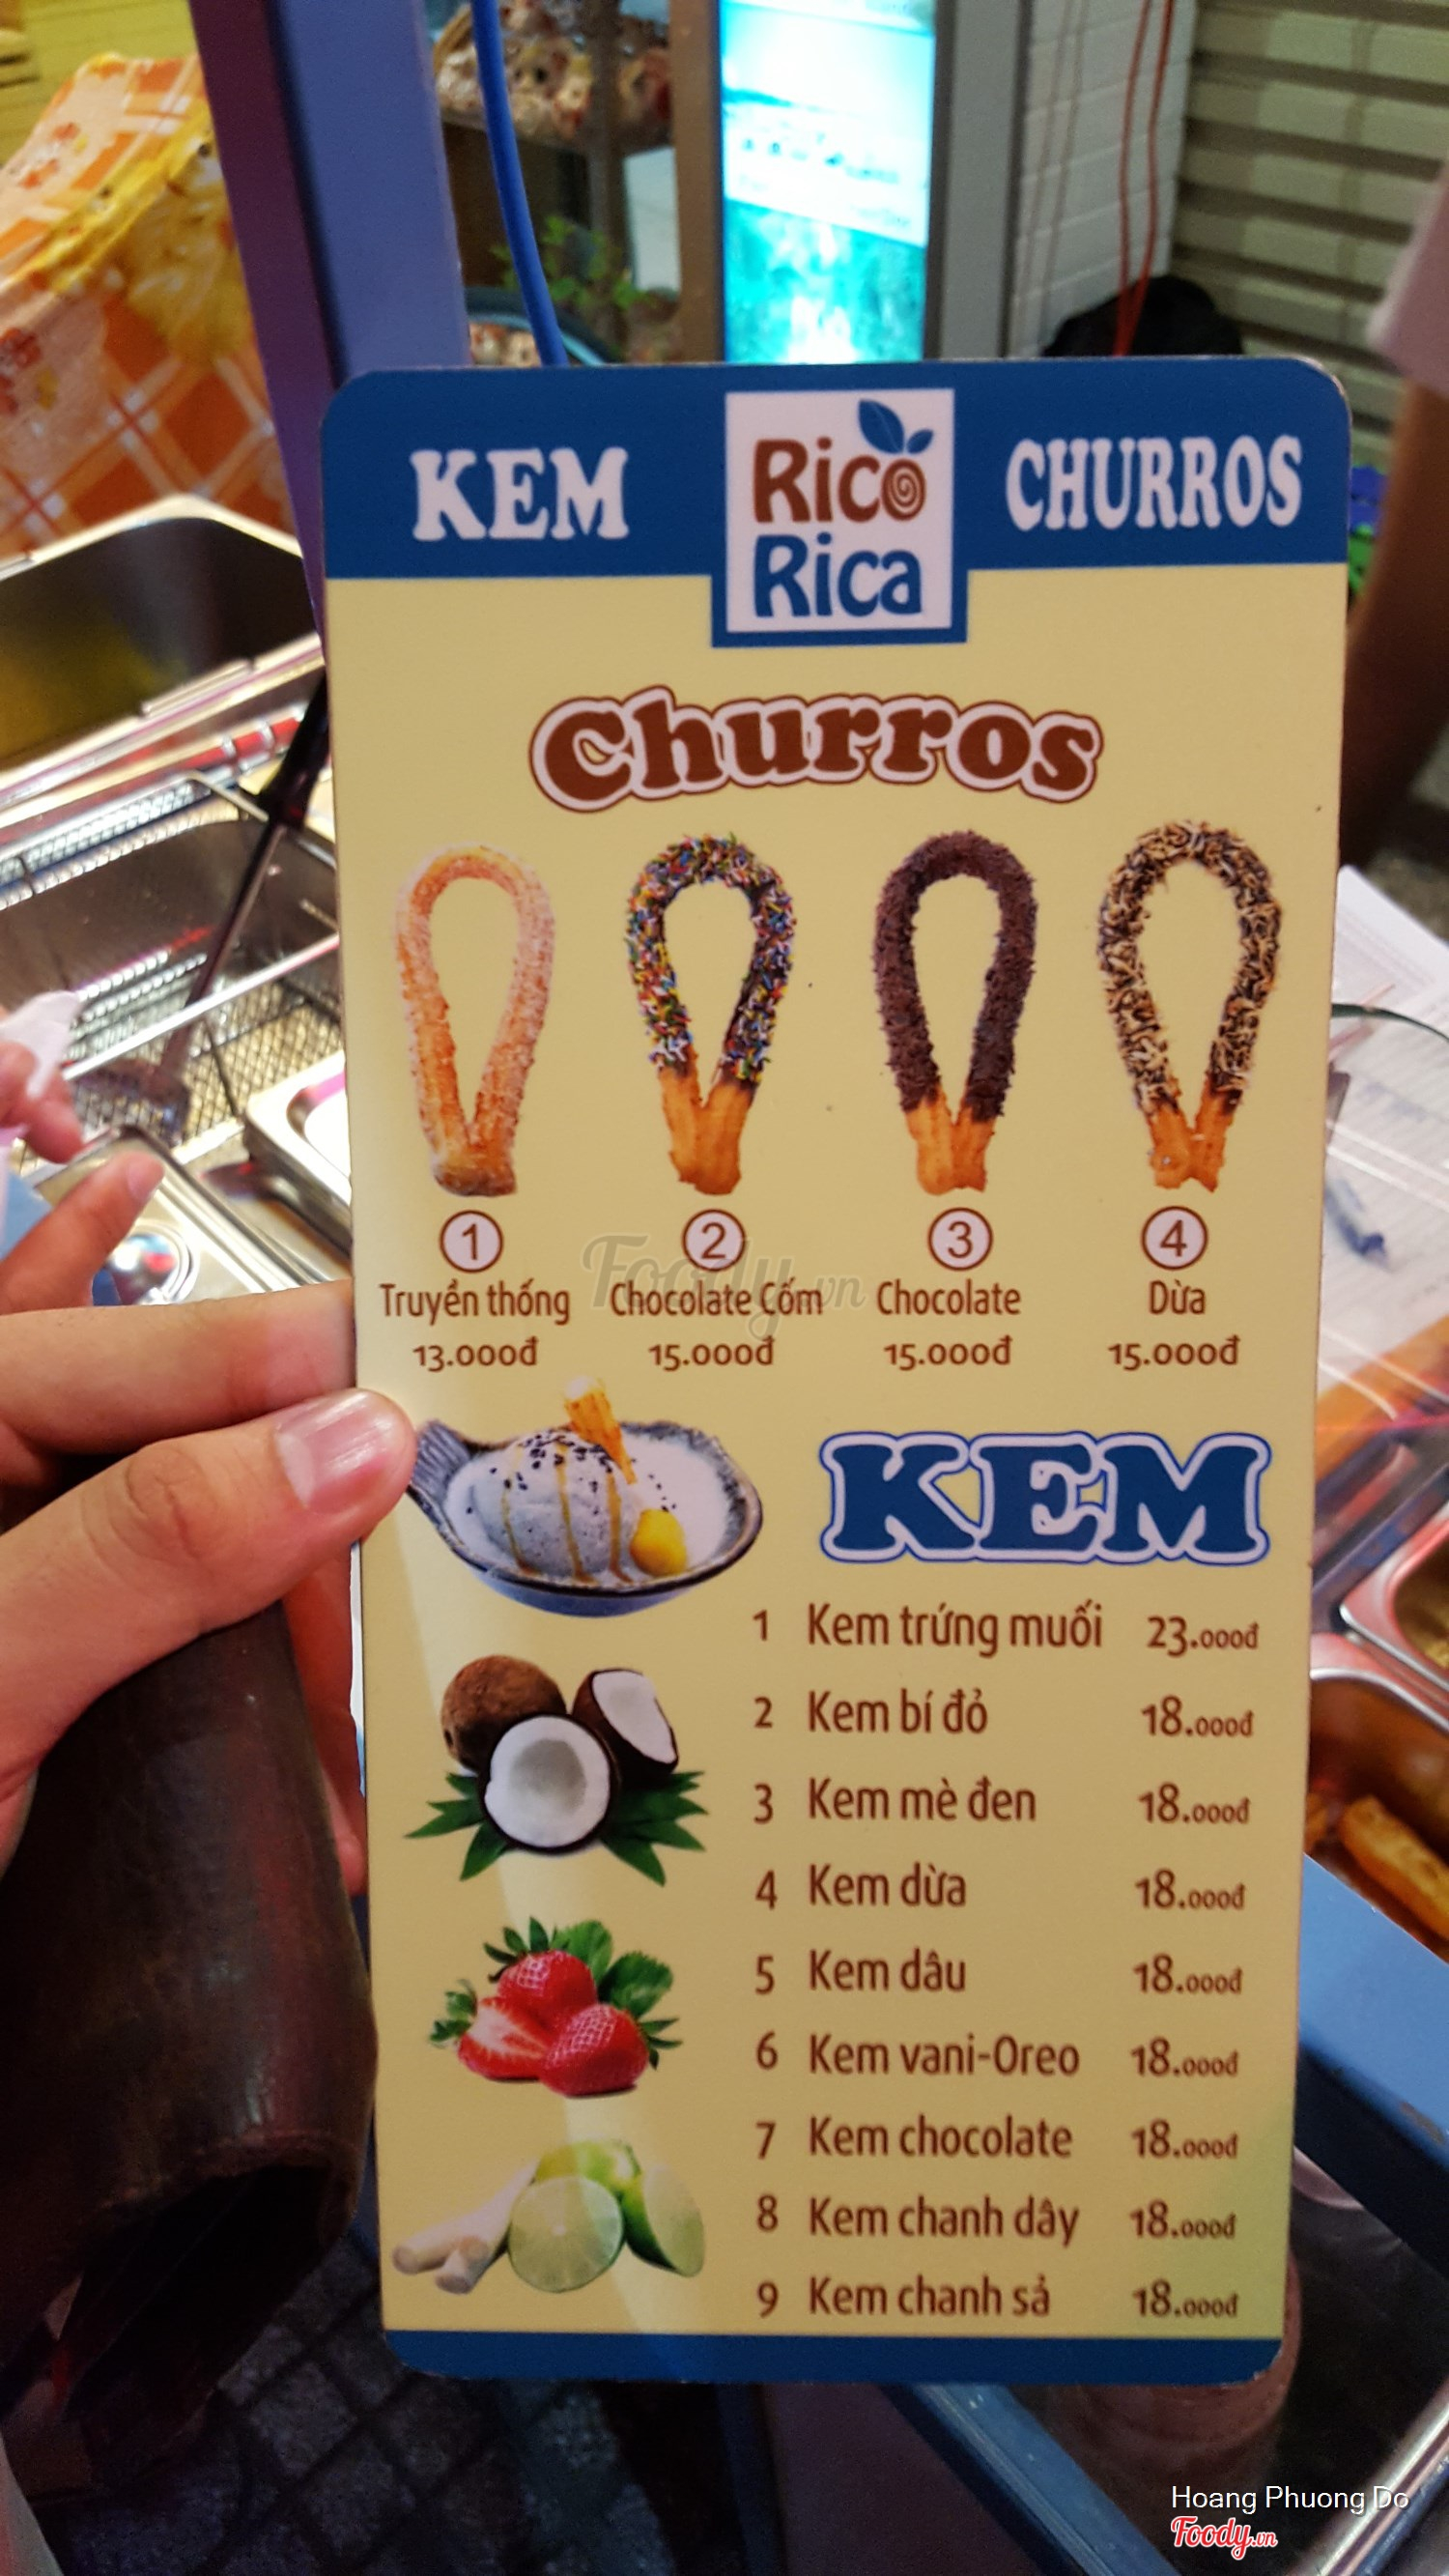 KEM
Rico
Rica
CHURROS
Churros
1 2 3 4
Truyền thống Chocolate Cốm Chocolate Dừa
13.000đ 15.000đ 15.000đ 15.000đ
Foody.vn
KEM
1 Kem trứng muối 23.000đ
2 Kem bí đỏ 18.000đ
3 Kem mè đen 18.000đ
4 Kem dừa 18.000đ
5 Kem dâu 18.000đ
6 Kem vani-Oreo 18.000đ
7 Kem chocolate 18.000đ
8 Kem chanh dây 18.000đ
9 Kem chanh sả 18.000đ
Hoang Phuong Do
Foody.vn